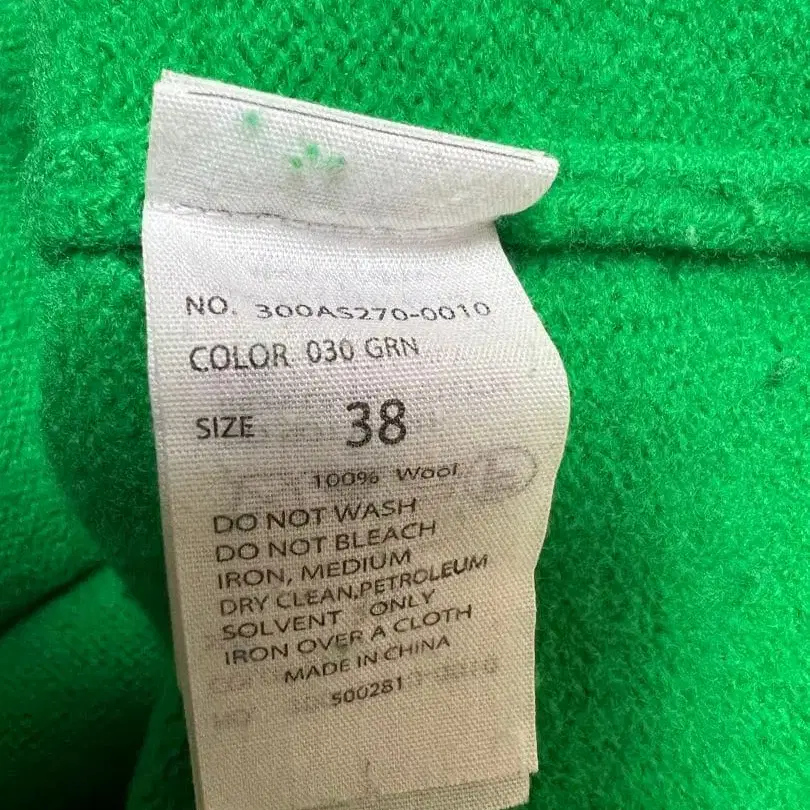 NO. 300AS270-0010
COLOR 030 GRN
SIZE 38
100% Wool
DO NOT WASH
DO NOT BLEACH
IRON, MEDIUM
DRY CLEAN,PETROLEUM
SOLVENT ONLY
IRON OVER A CLOTH
MADE IN CHINA
500281